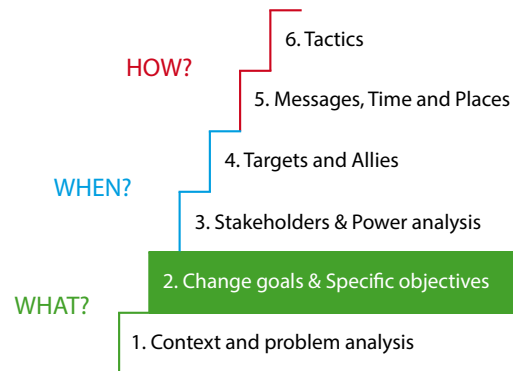 6. Tactics
HOW?
5. Messages, Time and Places
4. Targets and Allies
WHEN?
3. Stakeholders & Power analysis
2. Change goals & Specific objectives
WHAT?
1. Context and problem analysis